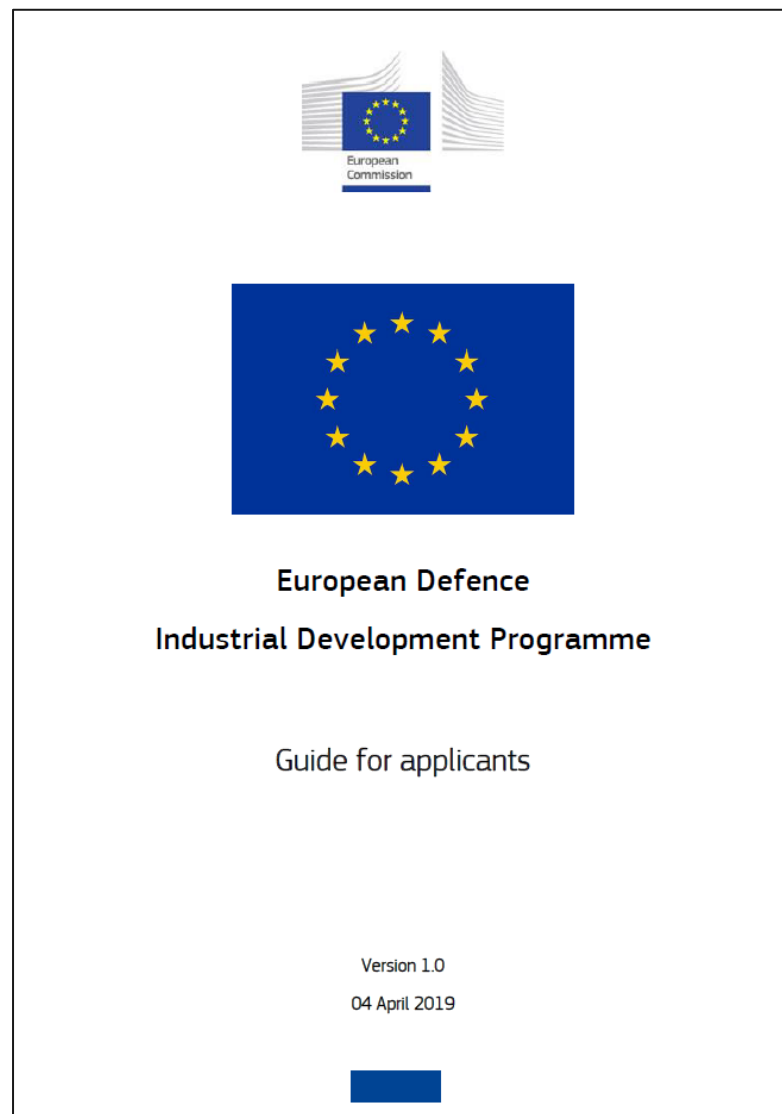 European
Commission
European Defence
Industrial Development Programme
Guide for applicants
Version 1.0
04 April 2019